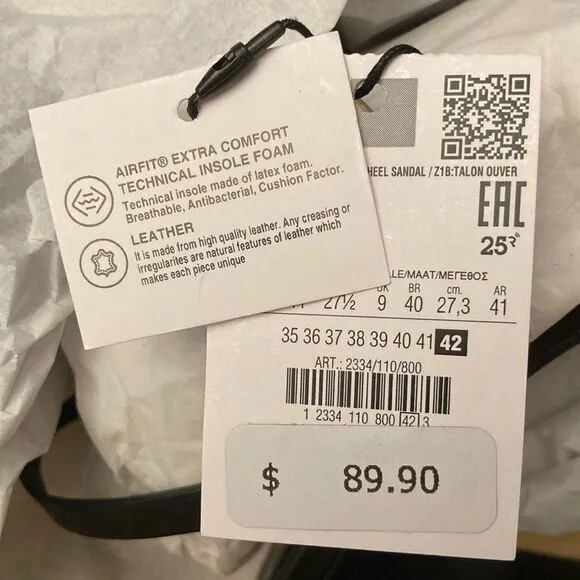 AIRFIT® EXTRA COMFORT
TECHNICAL INSOLE FOAM
Technical insole made of latex foam.
Breathable, Antibacterial, Cushion Factor.
LEATHER
It is made from high quality leather. Any creasing or
irregularites are natural features of leather which
makes each piece unique
HEEL SANDAL / Z1B:TALON OUVER
EAC
25
LE/MAAT/ΜΕΓΕΘΟΣ
UK BR cm. AR
27½ 9 40 27,3 41
35 36 37 38 39 40 41 42
ART.: 2334/110/800
1 2334 110 800 42 3
$ 89.90